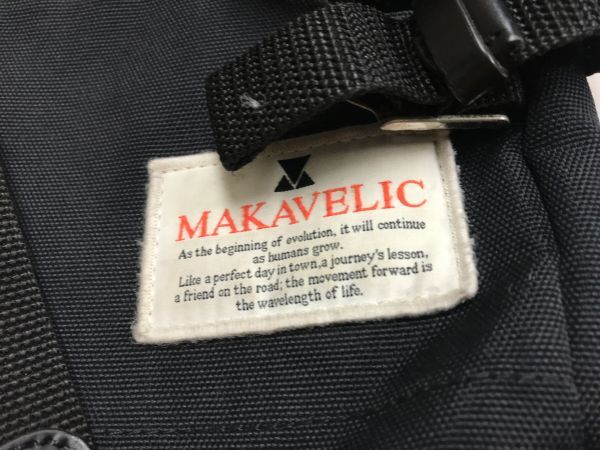 MAKAVELIC
As the beginning of evolution, it will continue
as humans grow.
Like a perfect day in town,a journey's lesson,
a friend on the road; the movement forward is
the wavelength of life.